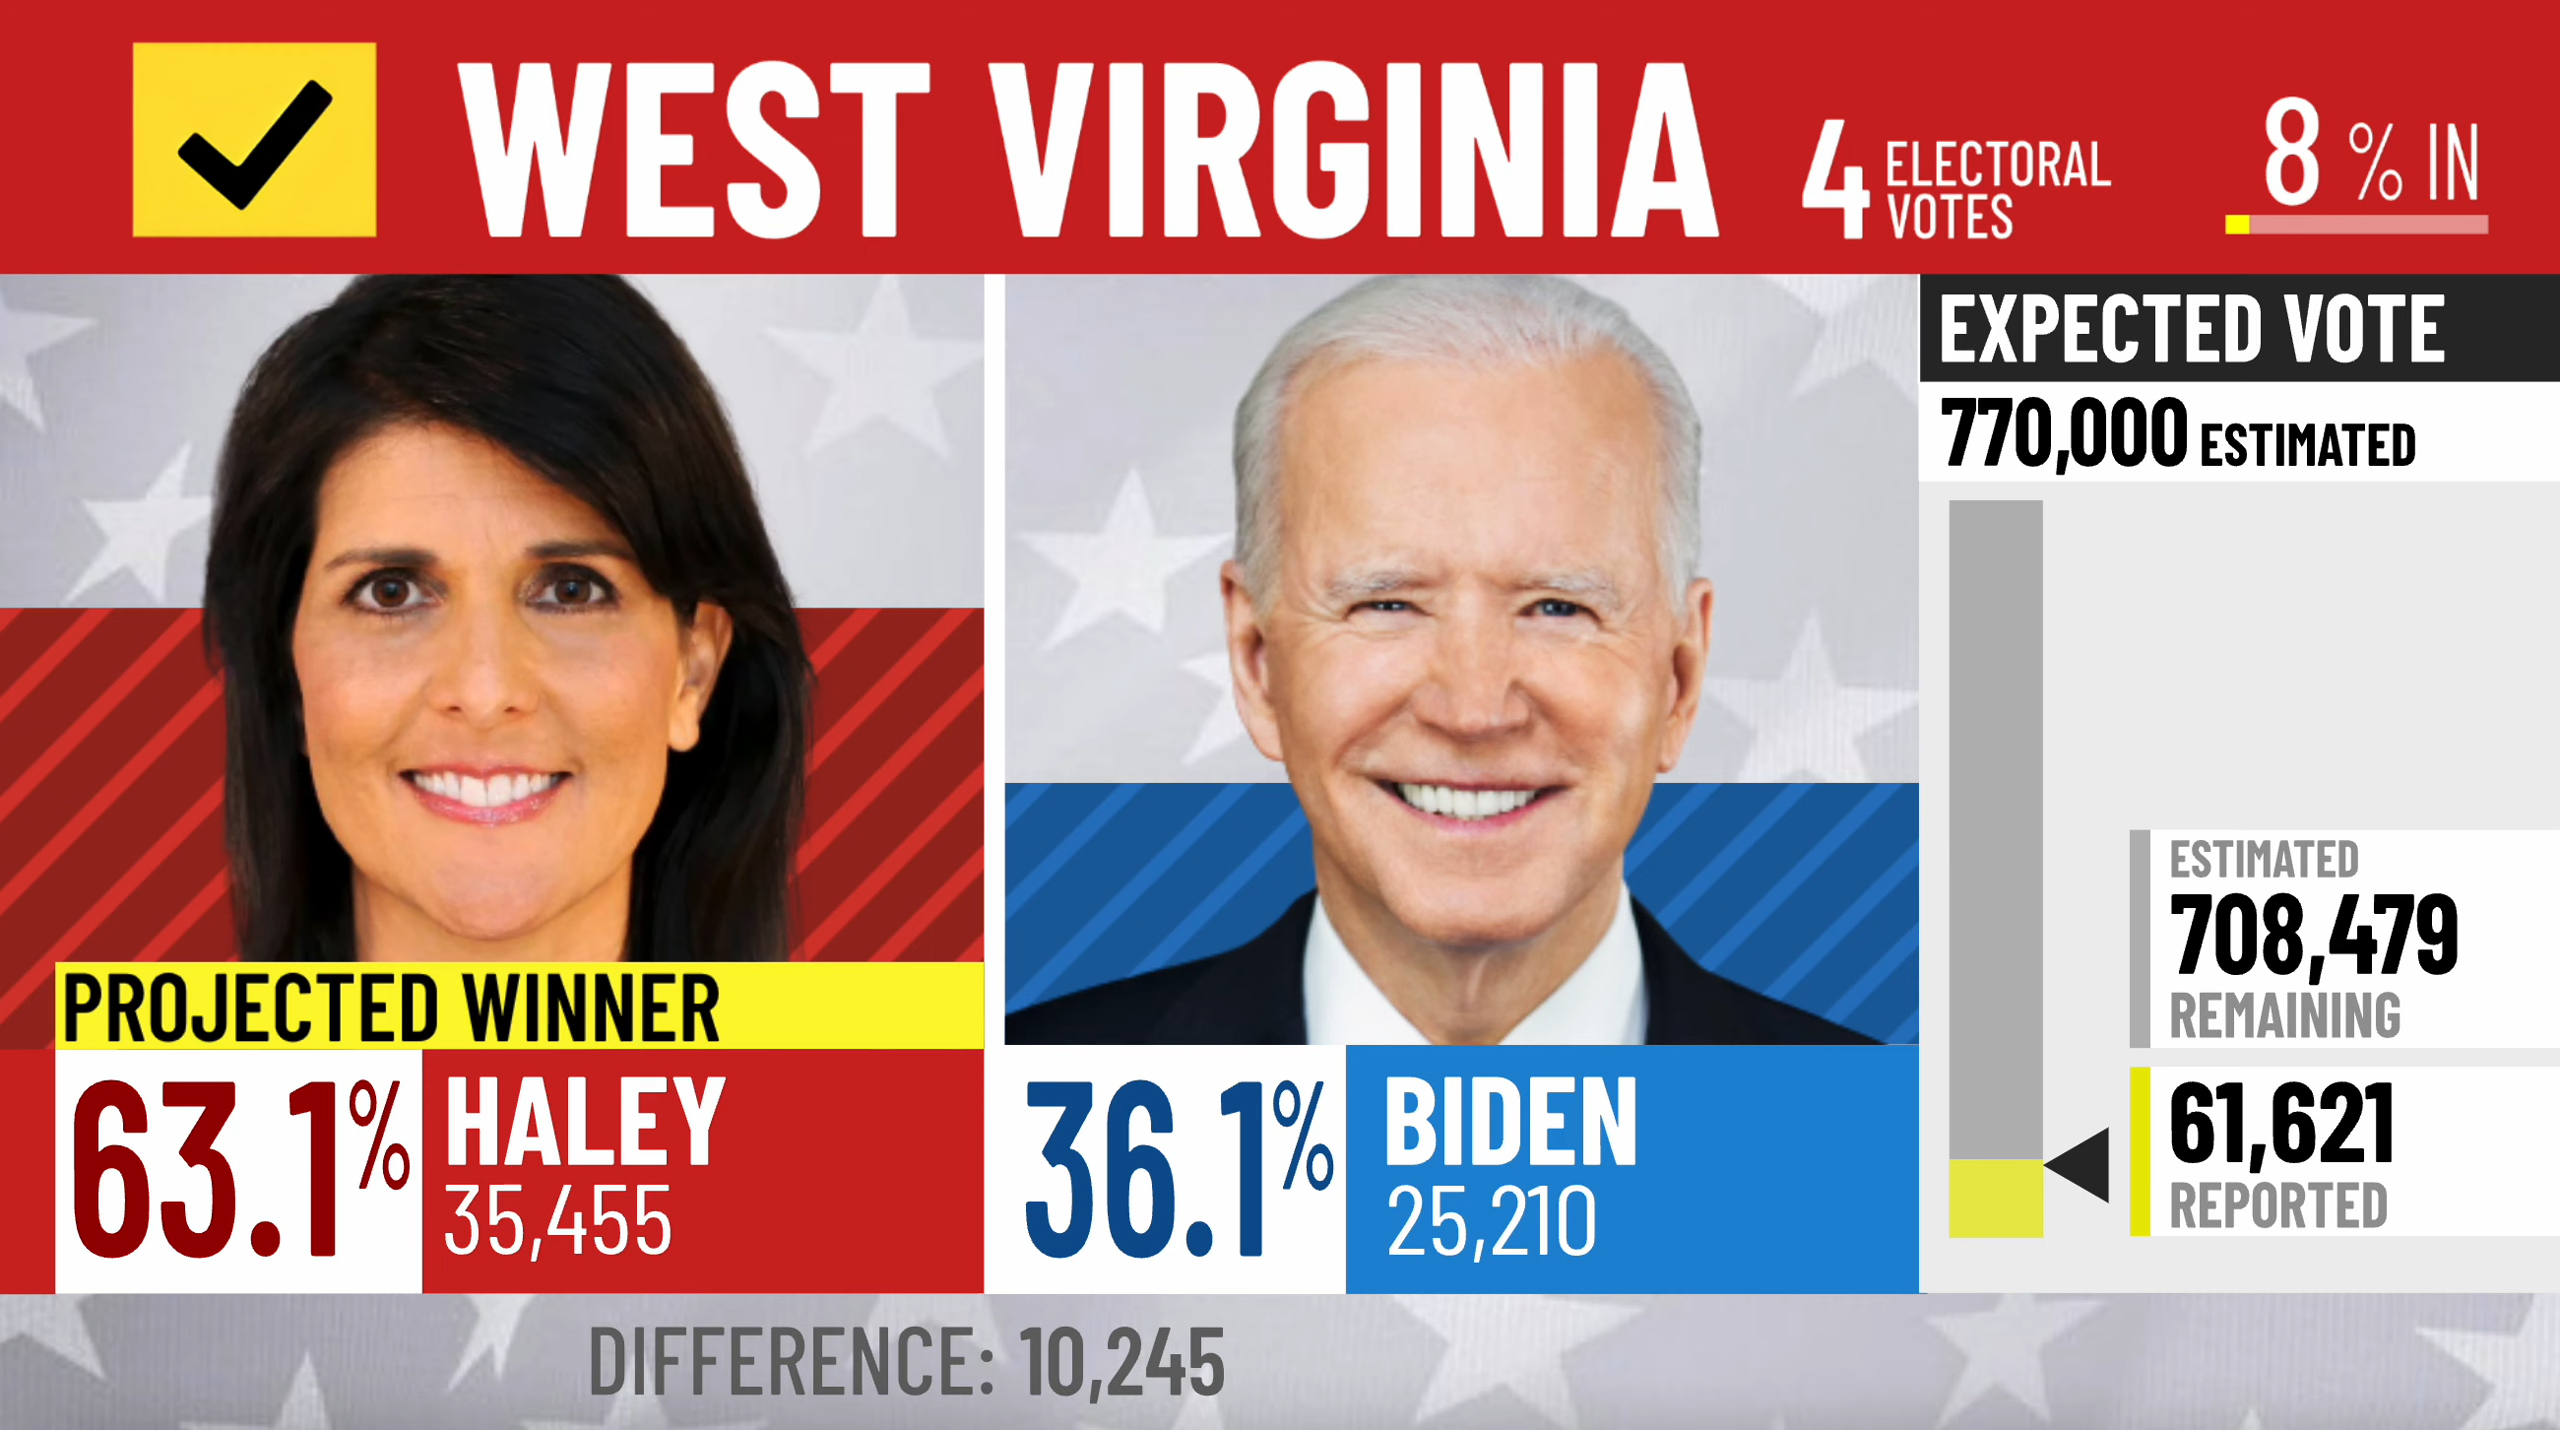 WEST VIRGINIA
4 ELECTORAL
VOTES
8 % IN
EXPECTED VOTE
770,000 ESTIMATED
ESTIMATED
708,479
REMAINING
61,621
REPORTED
PROJECTED WINNER
63.1%
HALEY
35,455
36.1%
BIDEN
25,210
DIFFERENCE: 10,245